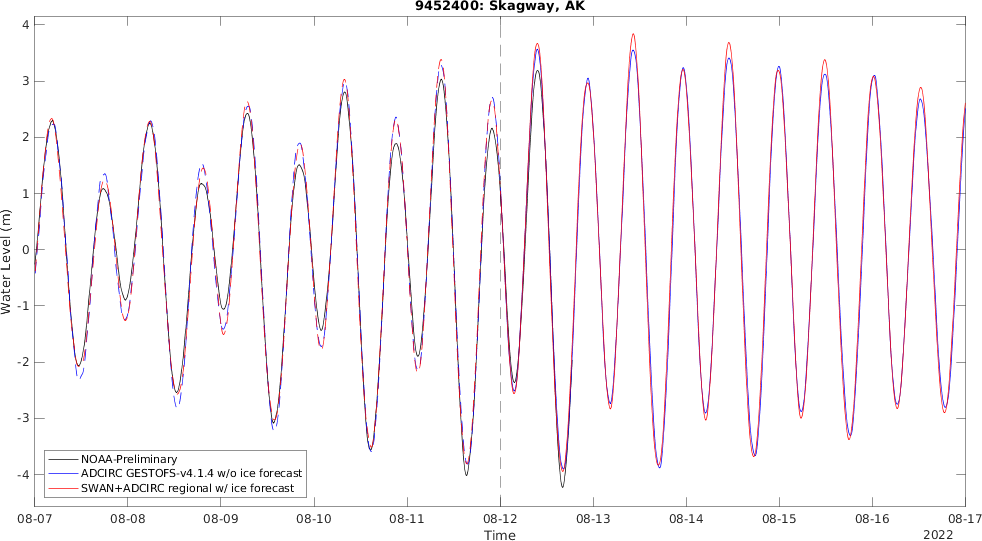 9452400: Skagway, AK
4
3
2
1
0
-1
-2
-3
-4
Water Level (m)
NOAA-Preliminary
ADCIRC GESTOFS-v4.1.4 w/o ice forecast
SWAN+ADCIRC regional w/ ice forecast
08-07 08-08 08-09 08-10 08-11 08-12 08-13 08-14 08-15 08-16 08-17
Time
2022